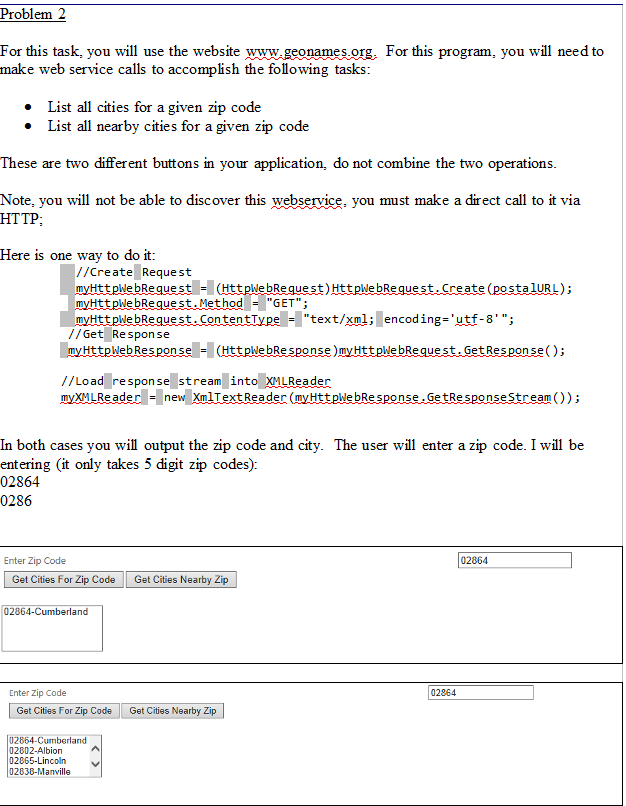 Problem 2
For this task, you will use the website www.geonames.org. For this program, you will need to
make web service calls to accomplish the following tasks:
• List all cities for a given zip code
• List all nearby cities for a given zip code
These are two different buttons in your application, do not combine the two operations.
Note, you will not be able to discover this webservice, you must make a direct call to it via
HTTP;
Here is one way to do it:
//Create Request
myHttpWebRequest = (HttpWebRequest)HttpWebRequest.Create(postalURL);
myHttpWebRequest.Method = "GET";
myHttpWebRequest.ContentType = "text/xml; encoding='utf-8'";
//Get Response
myHttpWebResponse = (HttpWebResponse)myHttpWebRequest.GetResponse();
//Load response stream into XMLReader
myXMLReader = new XmlTextReader(myHttpWebResponse.GetResponseStream());
In both cases you will output the zip code and city. The user will enter a zip code. I will be
entering (it only takes 5 digit zip codes):
02864
0286
Enter Zip Code 02864
Get Cities For Zip Code Get Cities Nearby Zip
02864-Cumberland
Enter Zip Code 02864
Get Cities For Zip Code Get Cities Nearby Zip
02864-Cumberland
02802-Albion
02865-Lincoln
02838-Manville